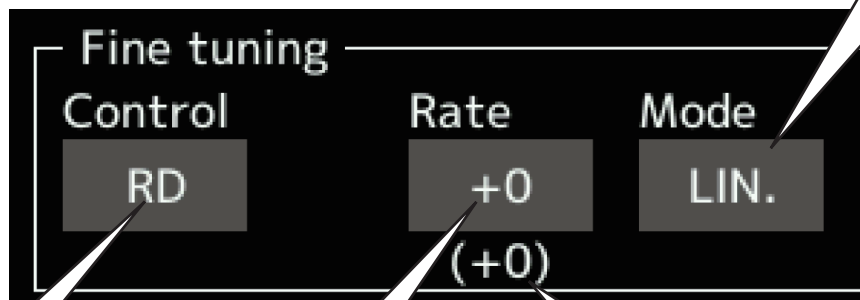 Fine tuning
Control Rate Mode
RD +0 LIN.
(+0)